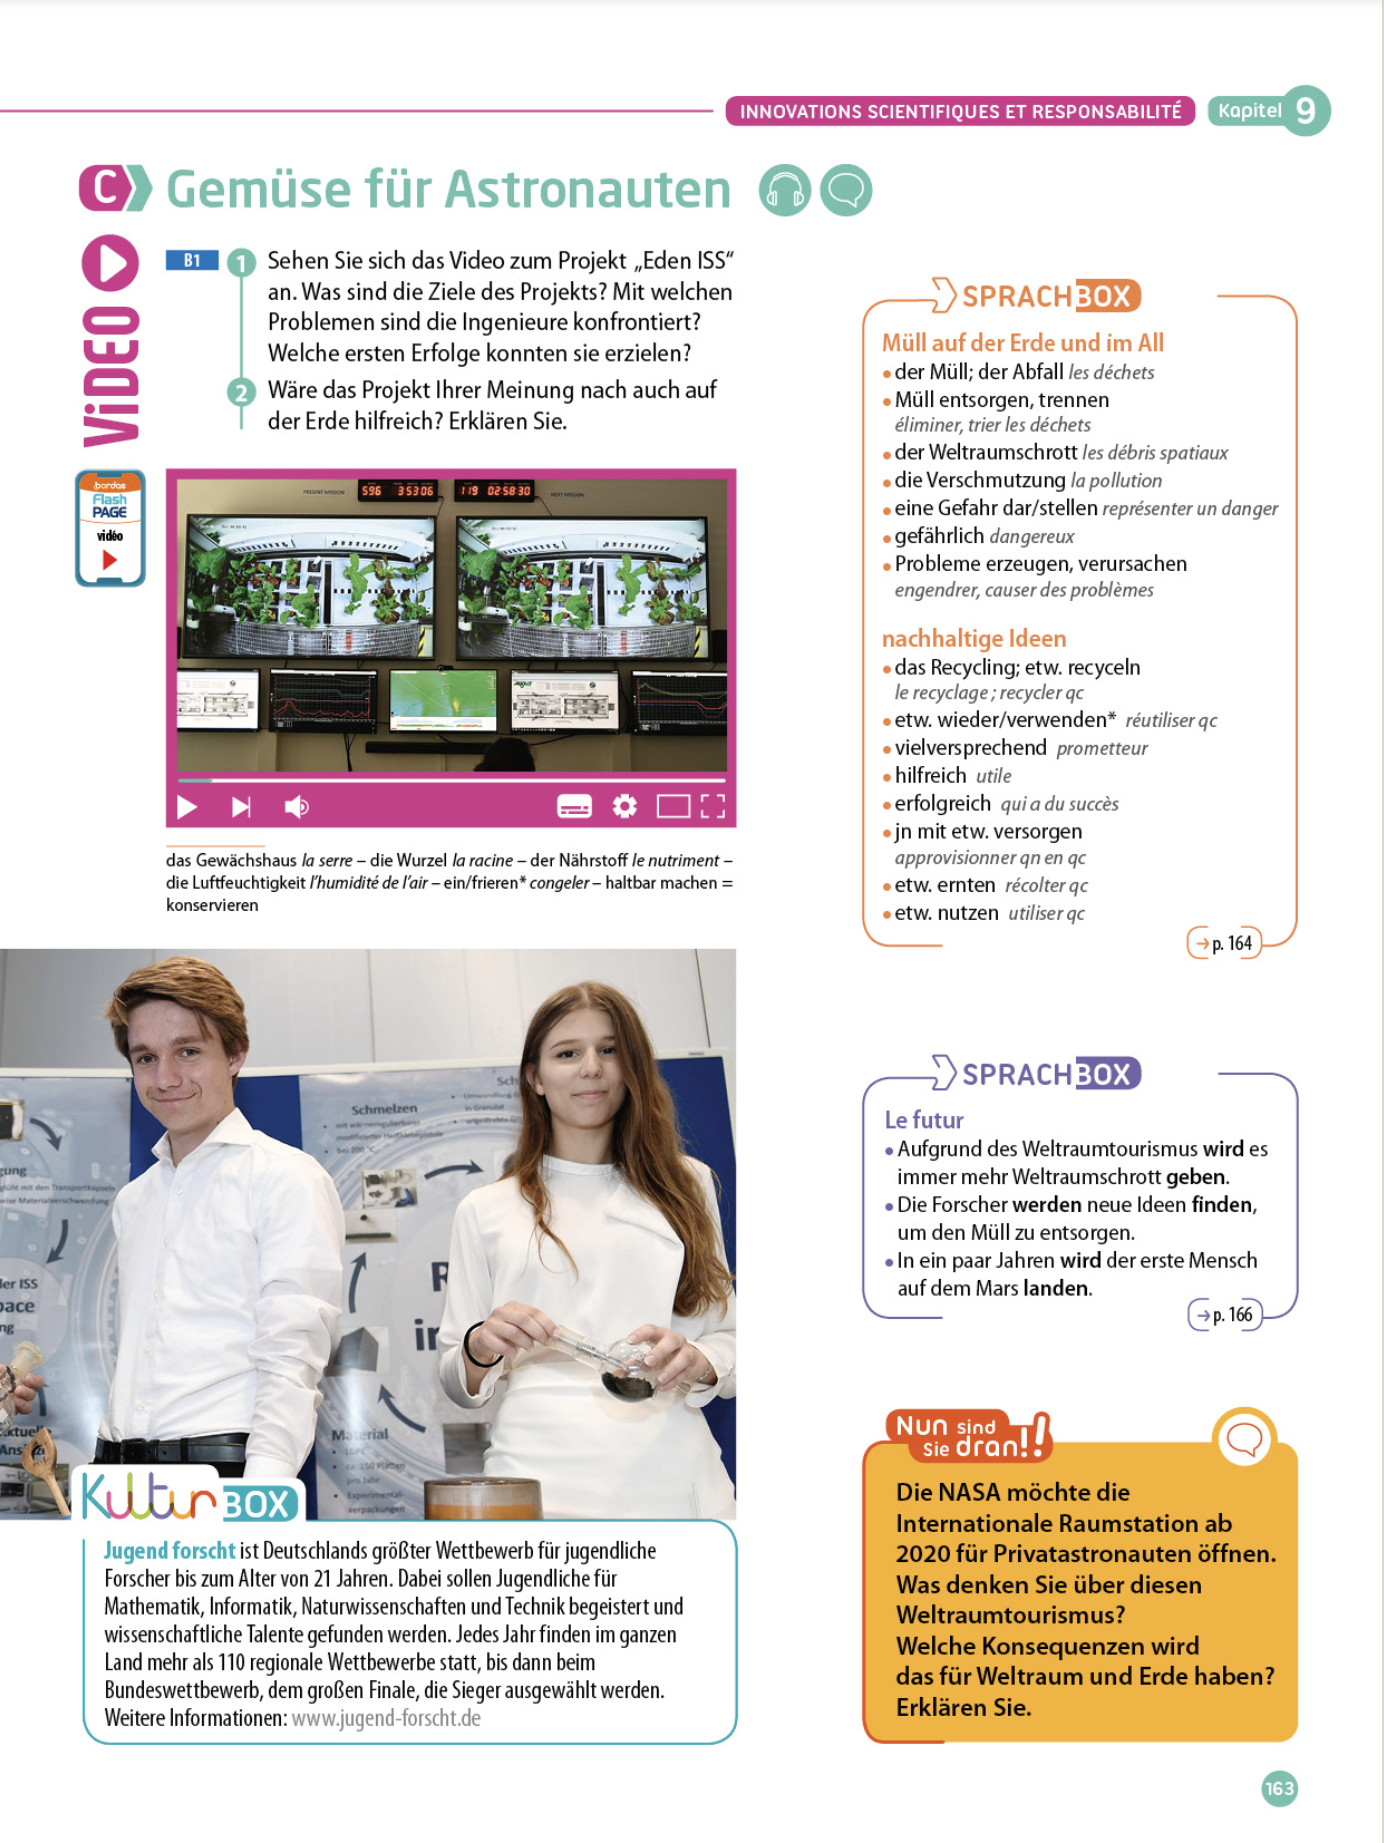 INNOVATIONS SCIENTIFIQUES ET RESPONSABILITÉ
Kapitel 9
C Gemüse für Astronauten
ViDEO
B1
1 Sehen Sie sich das Video zum Projekt „Eden ISS“
an. Was sind die Ziele des Projekts? Mit welchen
Problemen sind die Ingenieure konfrontiert?
Welche ersten Erfolge konnten sie erzielen?
2 Wäre das Projekt Ihrer Meinung nach auch auf
der Erde hilfreich? Erklären Sie.
bordas
Flash
PAGE
vidéo
PRESENT MISSION
596
35306
119
02:58:30
NEXT MISSION
das Gewächshaus la serre – die Wurzel la racine – der Nährstoff le nutriment –
die Luftfeuchtigkeit l’humidité de l’air – ein/frieren* congeler – haltbar machen =
konservieren
Schmelzen
Material
Kultur BOX
Jugend forscht ist Deutschlands größter Wettbewerb für jugendliche
Forscher bis zum Alter von 21 Jahren. Dabei sollen Jugendliche für
Mathematik, Informatik, Naturwissenschaften und Technik begeistert und
wissenschaftliche Talente gefunden werden. Jedes Jahr finden im ganzen
Land mehr als 110 regionale Wettbewerbe statt, bis dann beim
Bundeswettbewerb, dem großen Finale, die Sieger ausgewählt werden.
Weitere Informationen: www.jugend-forscht.de
SPRACHBOX
Müll auf der Erde und im All
• der Müll; der Abfall les déchets
• Müll entsorgen, trennen
éliminer, trier les déchets
• der Weltraumschrott les débris spatiaux
• die Verschmutzung la pollution
• eine Gefahr dar/stellen représenter un danger
• gefährlich dangereux
• Probleme erzeugen, verursachen
engendrer, causer des problèmes
nachhaltige Ideen
• das Recycling; etw. recyceln
le recyclage ; recycler qc
• etw. wieder/verwenden* réutiliser qc
• vielversprechend prometteur
• hilfreich utile
• erfolgreich qui a du succès
• jn mit etw. versorgen
approvisionner qn en qc
• etw. ernten récolter qc
• etw. nutzen utiliser qc
→ p. 164
SPRACHBOX
Le futur
• Aufgrund des Weltraumtourismus wird es
immer mehr Weltraumschrott geben.
• Die Forscher werden neue Ideen finden,
um den Müll zu entsorgen.
• In ein paar Jahren wird der erste Mensch
auf dem Mars landen.
→ p. 166
Nun sind
Sie dran!!
Die NASA möchte die
Internationale Raumstation ab
2020 für Privatastronauten öffnen.
Was denken Sie über diesen
Weltraumtourismus?
Welche Konsequenzen wird
das für Weltraum und Erde haben?
Erklären Sie.
163